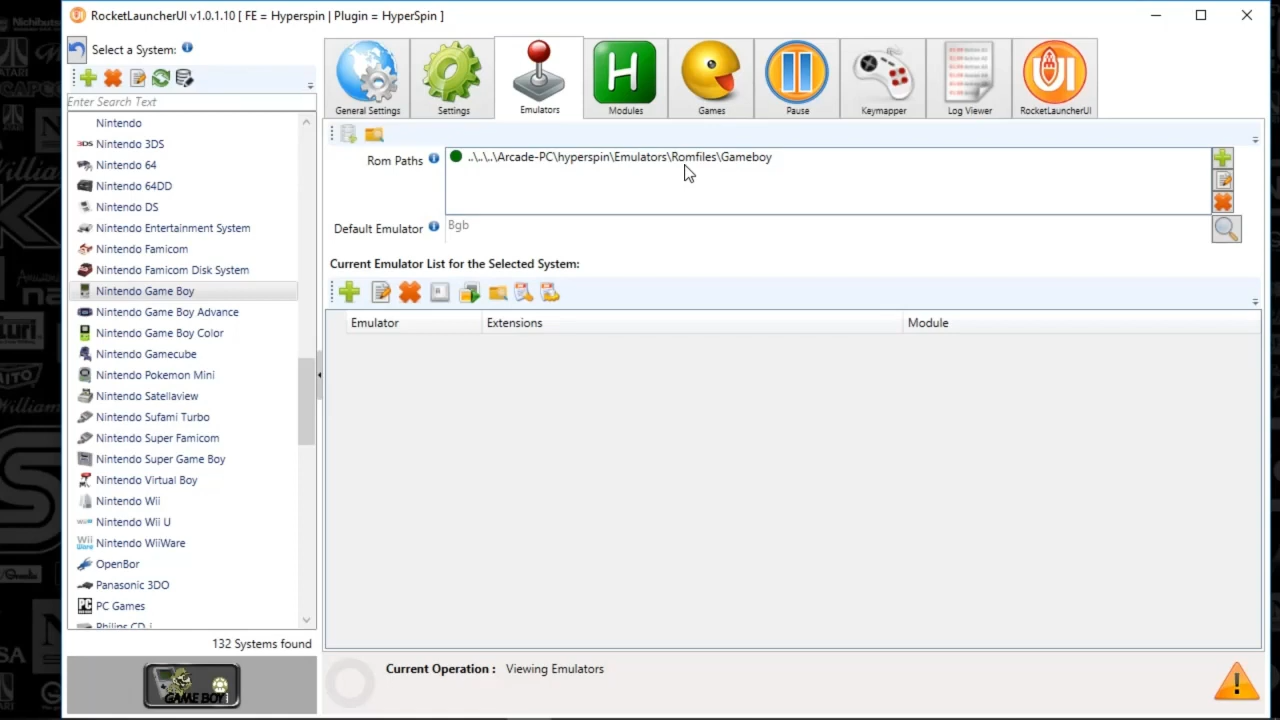 RocketLauncherUI v1.0.1.10 [ FE = Hyperspin | Plugin = HyperSpin ]
Select a System:
Enter Search Text
Nintendo
Nintendo 3DS
Nintendo 64
Nintendo 64DD
Nintendo DS
Nintendo Entertainment System
Nintendo Famicom
Nintendo Famicom Disk System
Nintendo Game Boy
Nintendo Game Boy Advance
Nintendo Game Boy Color
Nintendo Gamecube
Nintendo Pokemon Mini
Nintendo Satellaview
Nintendo Sufami Turbo
Nintendo Super Famicom
Nintendo Super Game Boy
Nintendo Virtual Boy
Nintendo Wii
Nintendo Wii U
Nintendo WiiWare
OpenBor
Panasonic 3DO
PC Games
Philips CD-i
132 Systems found
GAME BOY
General Settings
Settings
Emulators
H
Modules
Games
Pause
Keymapper
Log Viewer
UI
RocketLauncherUI
Rom Paths
..\..\..\Arcade-PC\hyperspin\Emulators\Romfiles\Gameboy
Default Emulator
Bgb
Current Emulator List for the Selected System:
Emulator Extensions Module
Current Operation : Viewing Emulators